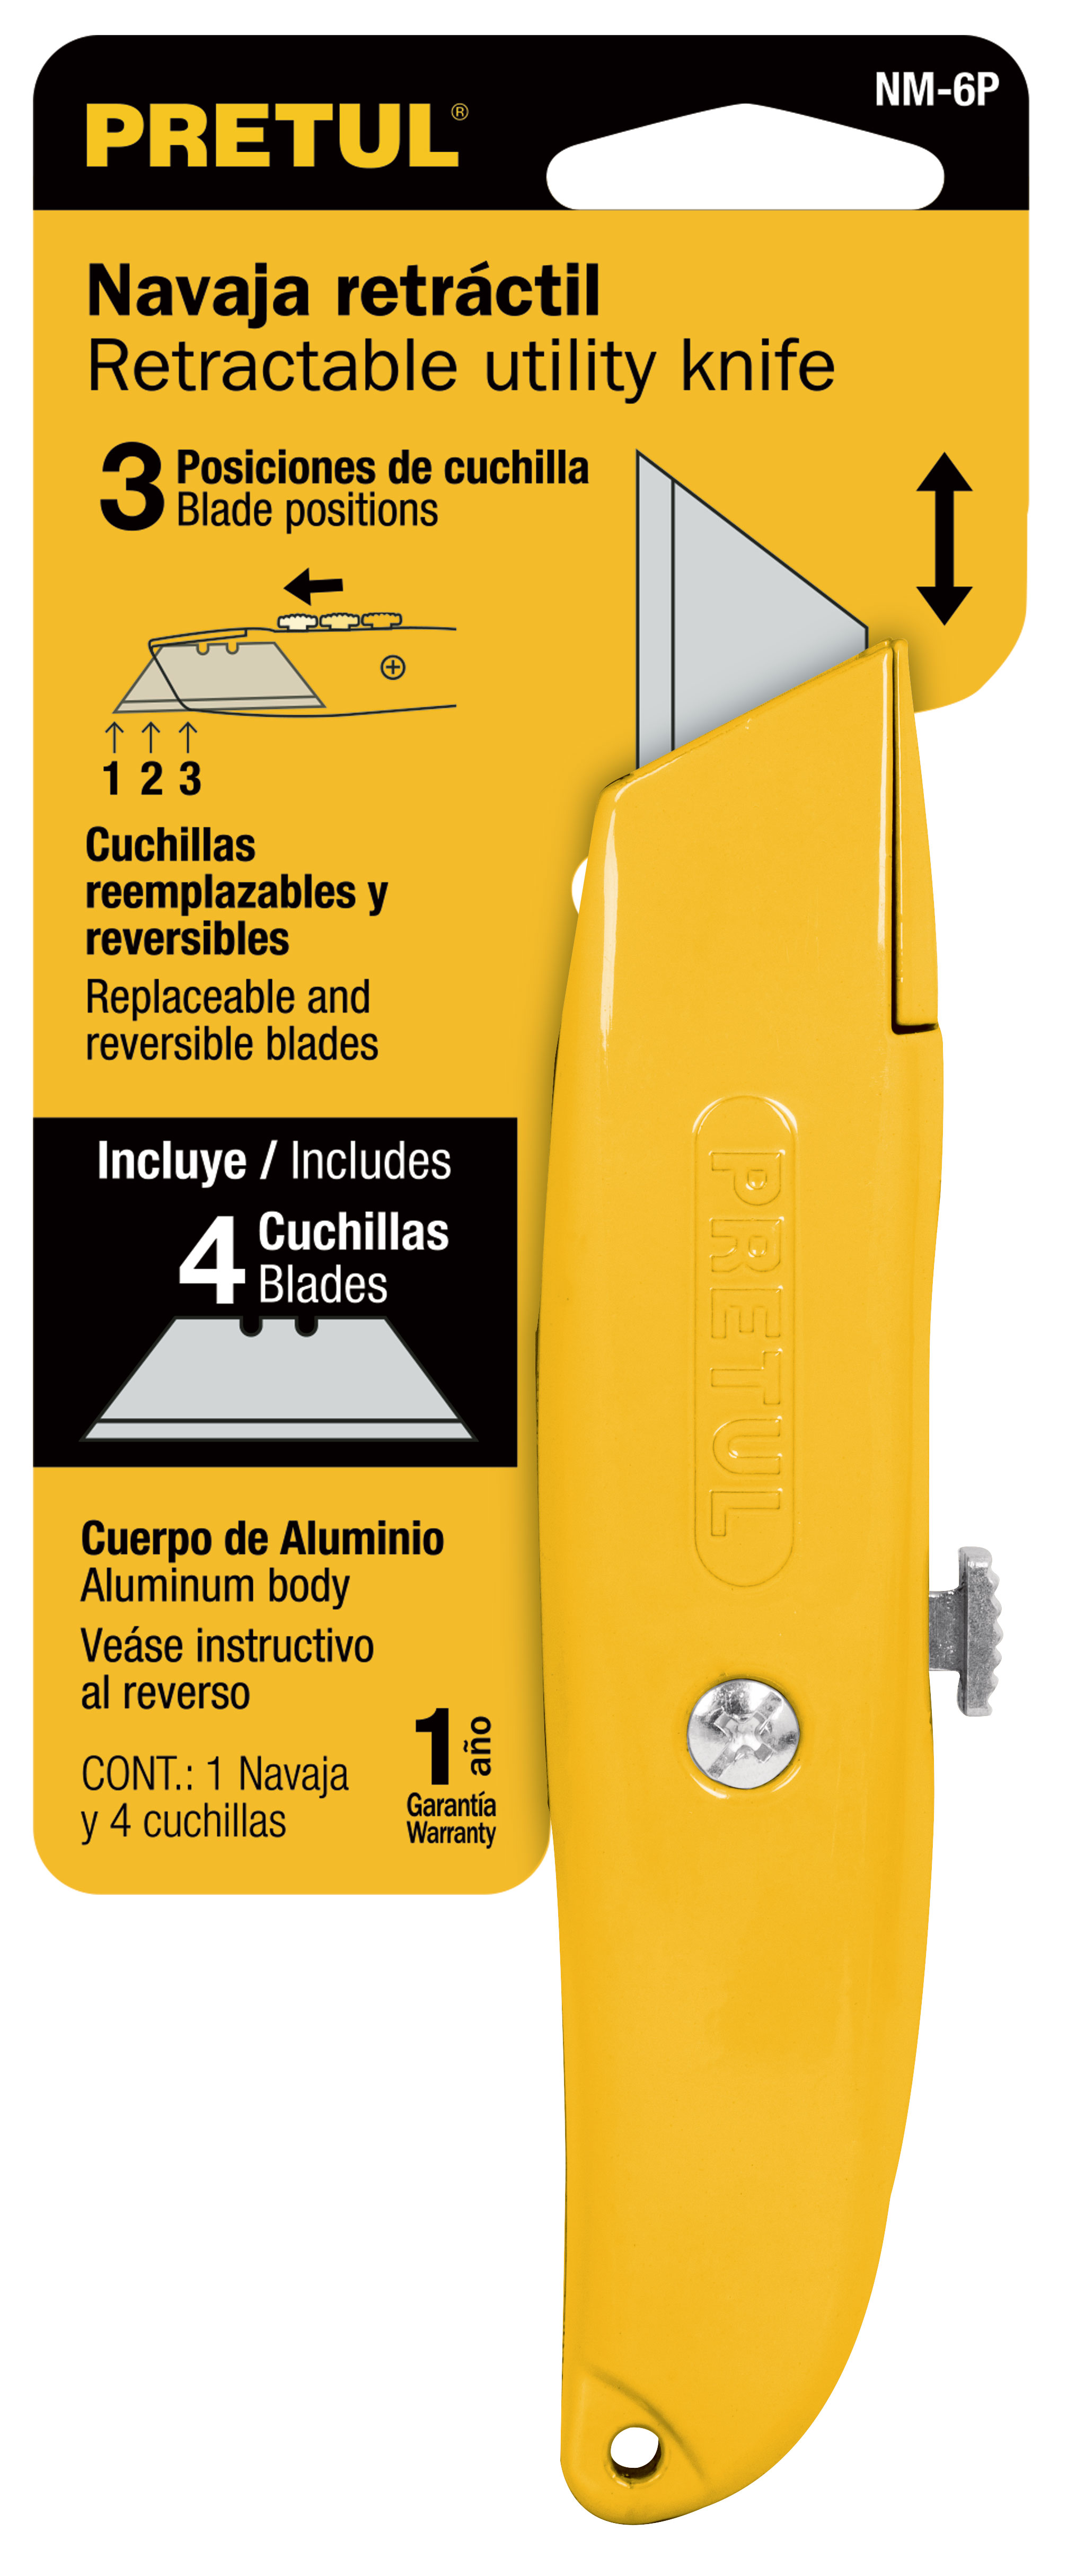 NM-6P
PRETUL®
Navaja retráctil
Retractable utility knife
3 Posiciones de cuchilla
Blade positions
1 2 3
Cuchillas
reemplazables y
reversibles
Replaceable and
reversible blades
Incluye / Includes
4 Cuchillas
Blades
Cuerpo de Aluminio
Aluminum body
Veáse instructivo
al reverso
CONT.: 1 Navaja
y 4 cuchillas
1 año
Garantía
Warranty
PRETUL